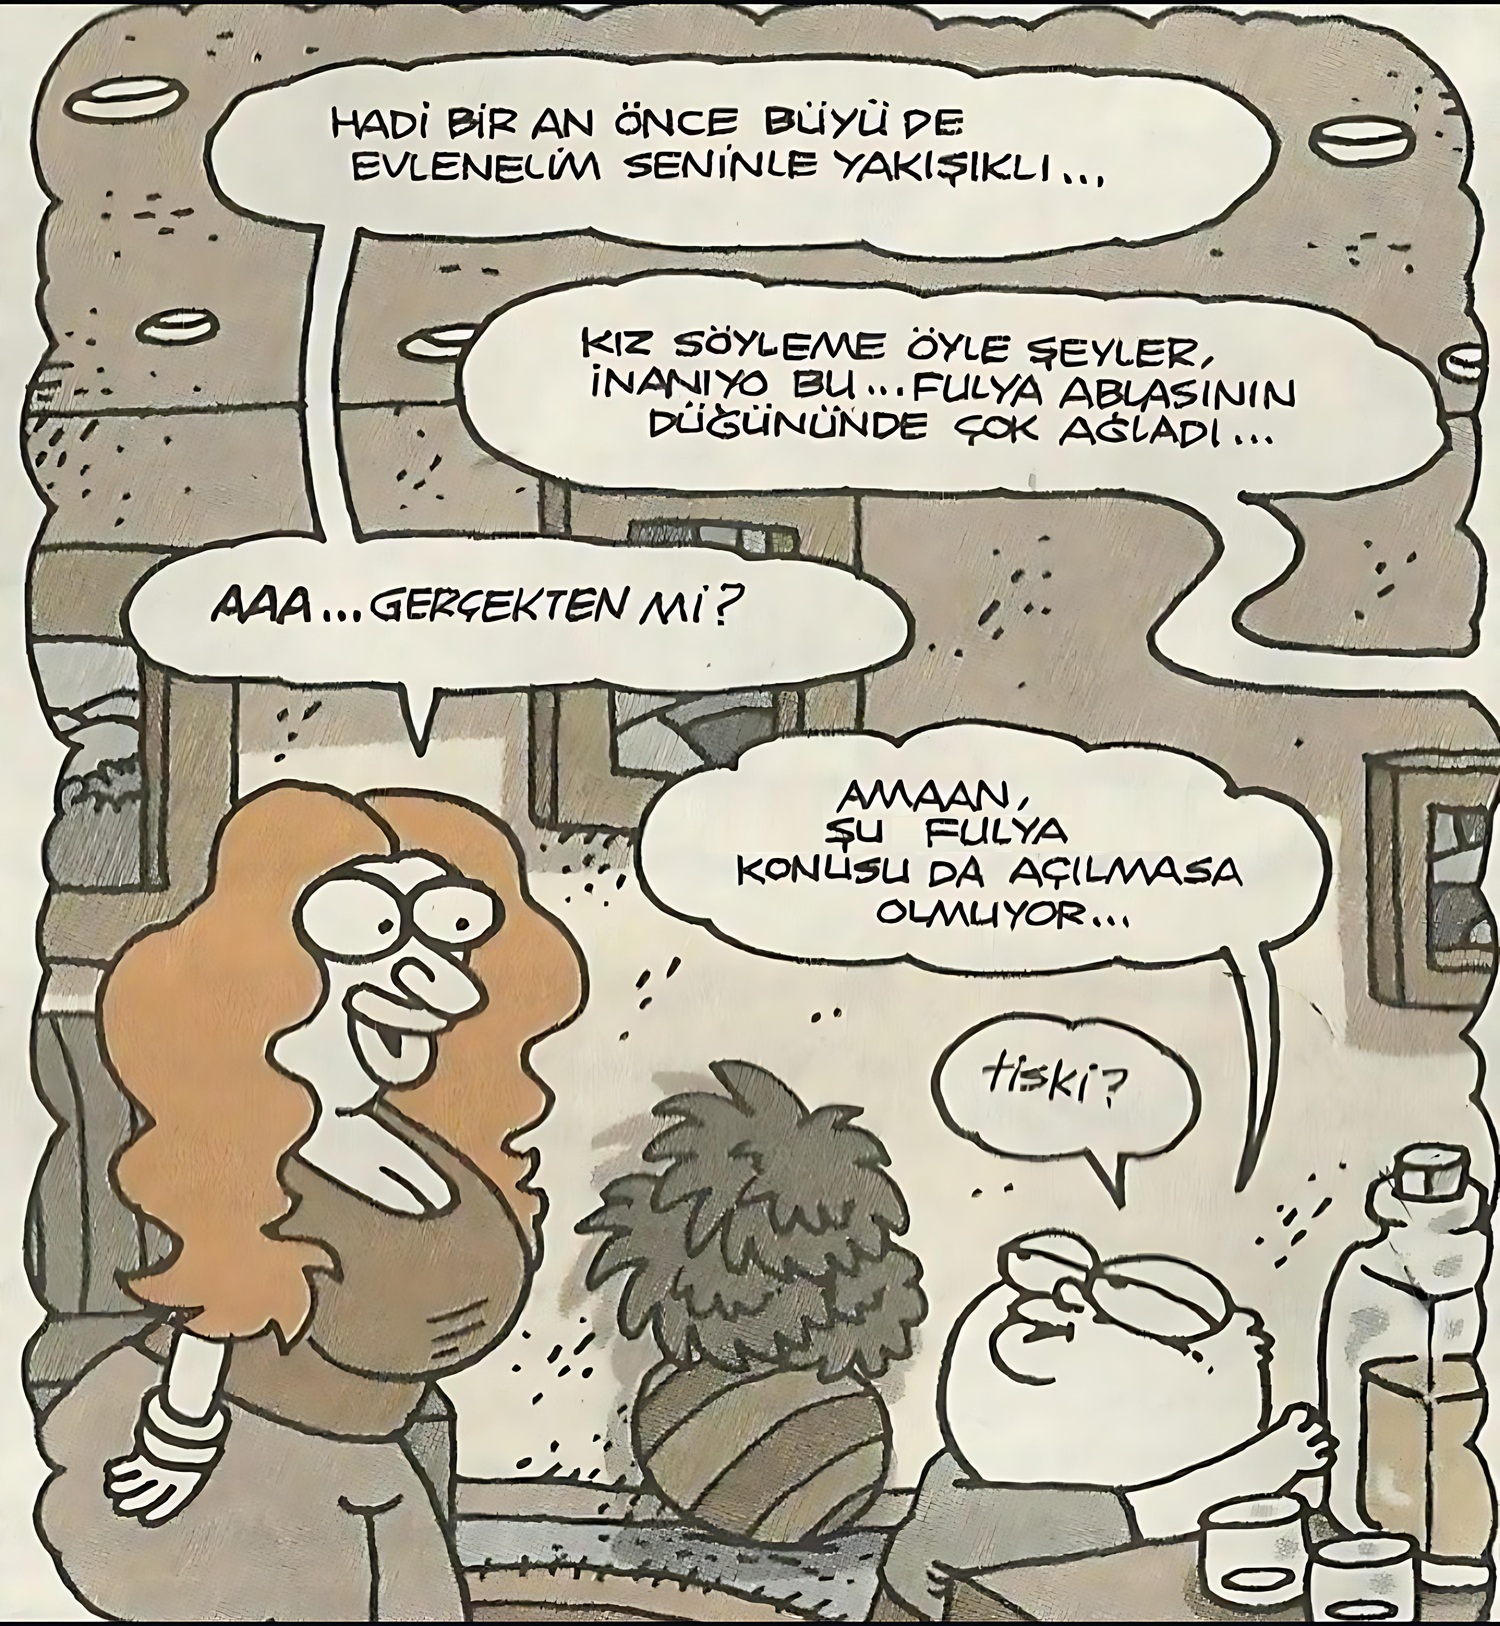 HADİ BİR AN ÖNCE BÜYÜ DE
EVLENELİM SENİNLE YAKIŞIKLI...
KIZ SÖYLEME ÖYLE ŞEYLER,
İNANIYO BU...FULYA ABLASININ
DÜĞÜNÜNDE ÇOK AĞLADI...
AAA...GERÇEKTEN Mİ?
AMAAN,
ŞU FULYA
KONUSU DA AÇILMASA
OLMUYOR...
tiski?